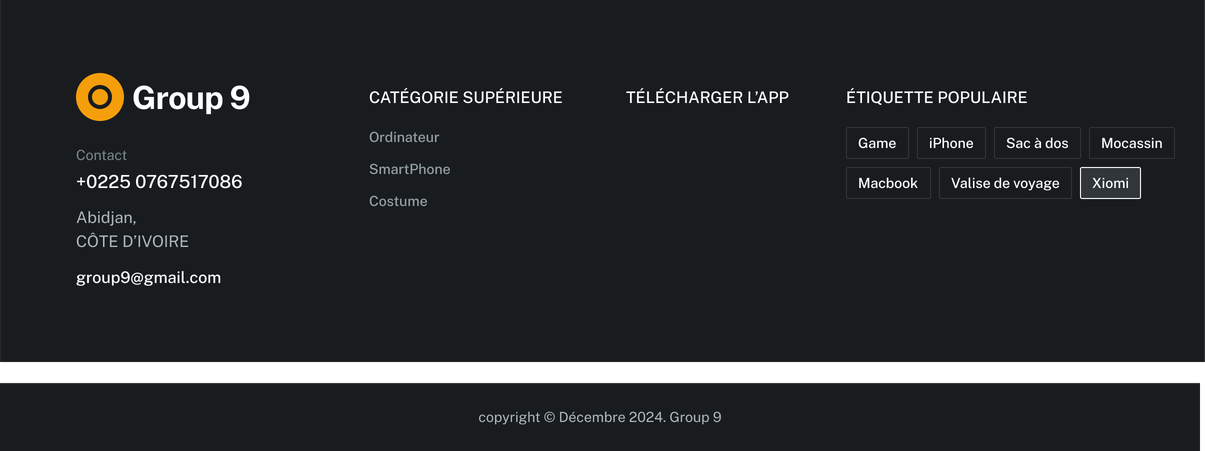 Group 9
Contact
+0225 0767517086
Abidjan,
CÔTE D’IVOIRE
group9@gmail.com
CATÉGORIE SUPÉRIEURE
Ordinateur
SmartPhone
Costume
TÉLÉCHARGER L’APP
ÉTIQUETTE POPULAIRE
Game iPhone Sac à dos Mocassin
Macbook Valise de voyage Xiomi
copyright © Décembre 2024. Group 9